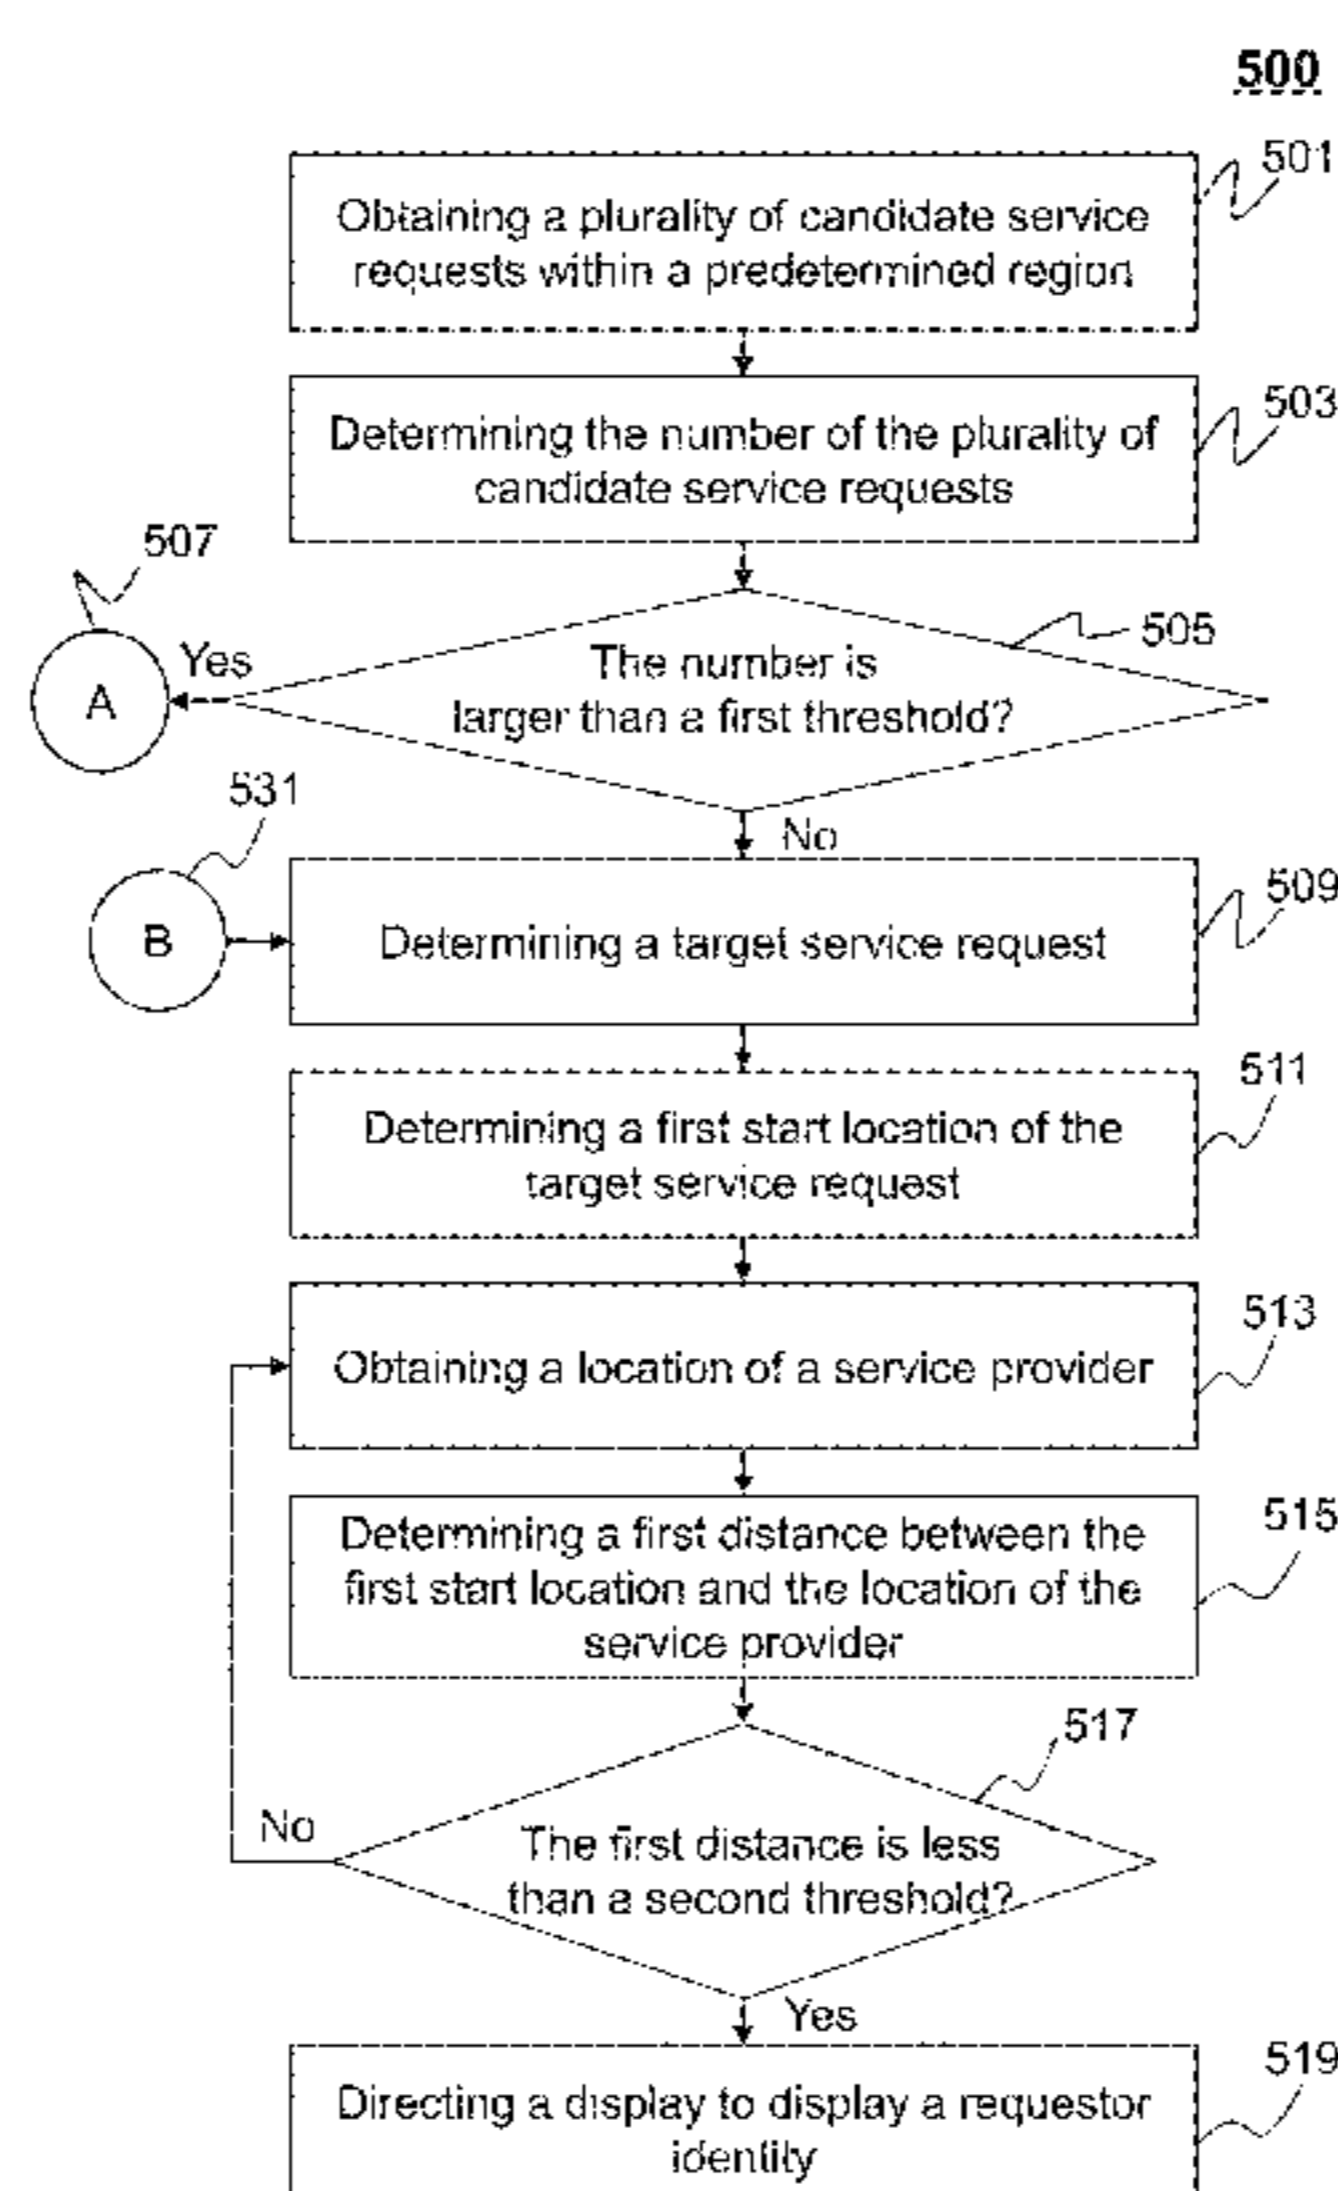 500
501
Obtaining a plurality of candidate service
requests within a predetermined region
503
Determining the number of the plurality of
candidate service requests
507
505
A
Yes
The number is
larger than a first threshold?
531
No
509
B
Determining a target service request
511
Determining a first start location of the
target service request
513
Obtaining a location of a service provider
515
Determining a first distance between the
first start location and the location of the
service provider
517
No
The first distance is less
than a second threshold?
Yes
519
Directing a display to display a requestor
identity